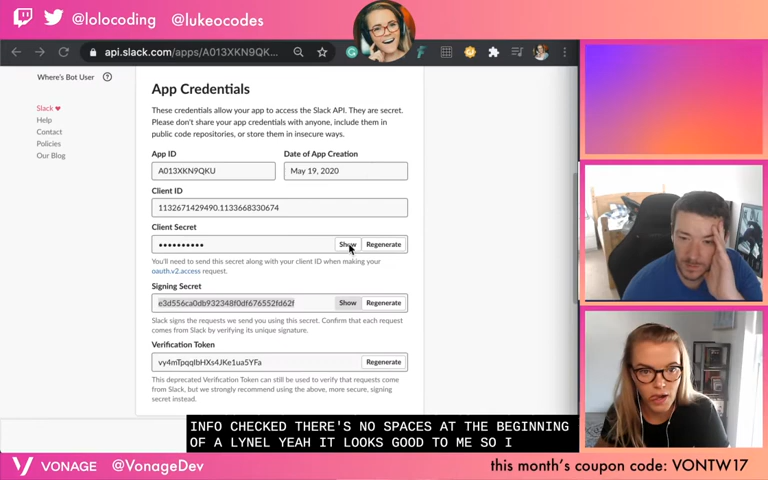 @lolocoding @lukeocodes
api.slack.com/apps/A013XKN9QK...
Where's Bot User
Slack
Help
Contact
Policies
Our Blog
App Credentials
These credentials allow your app to access the Slack API. They are secret.
Please don't share your app credentials with anyone, include them in
public code repositories, or store them in insecure ways.
App ID
Date of App Creation
A013XKN9QKU
May 19, 2020
Client ID
1132671429490.1133668330674
Client Secret
Show Regenerate
You'll need to send this secret along with your client ID when making your
oauth.v2.access request.
Signing Secret
e3d556ca0db932348f0df676552fd62f
Show Regenerate
Slack signs the requests we send you using this secret. Confirm that each request
comes from Slack by verifying its unique signature.
Verification Token
vy4mTpqqIbHXs4JKe1ua5YFa
Regenerate
This deprecated Verification Token can still be used to verify that requests come
from Slack, but we strongly recommend using the above, more secure, signing
secret instead.
INFO CHECKED THERE'S NO SPACES AT THE BEGINNING
OF A LYNEL YEAH IT LOOKS GOOD TO ME SO I
VONAGE @VonageDev
this month's coupon code: VONTW17